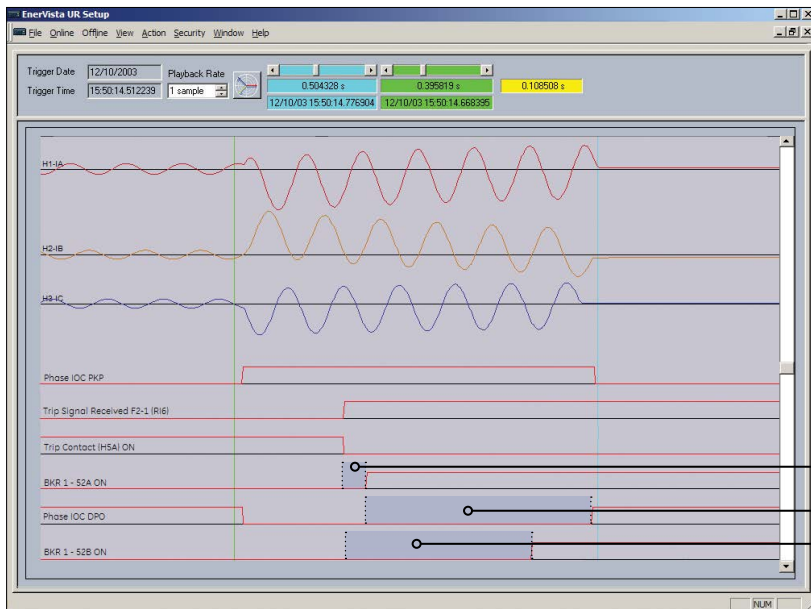 EnerVista UR Setup
File Online Offline View Action Security Window Help
Trigger Date 12/10/2003 Playback Rate
Trigger Time 15:50:14.512239 1 sample
0.504328 s 0.395819 s 0.108508 s
12/10/03 15:50:14.776904 12/10/03 15:50:14.668395
H1-IA
H2-IB
H3-IC
Phase IOC PKP
Trip Signal Received F2-1 (RI6)
Trip Contact (H5A) ON
BKR 1 - 52A ON
Phase IOC DPO
BKR 1 - 52B ON
NUM